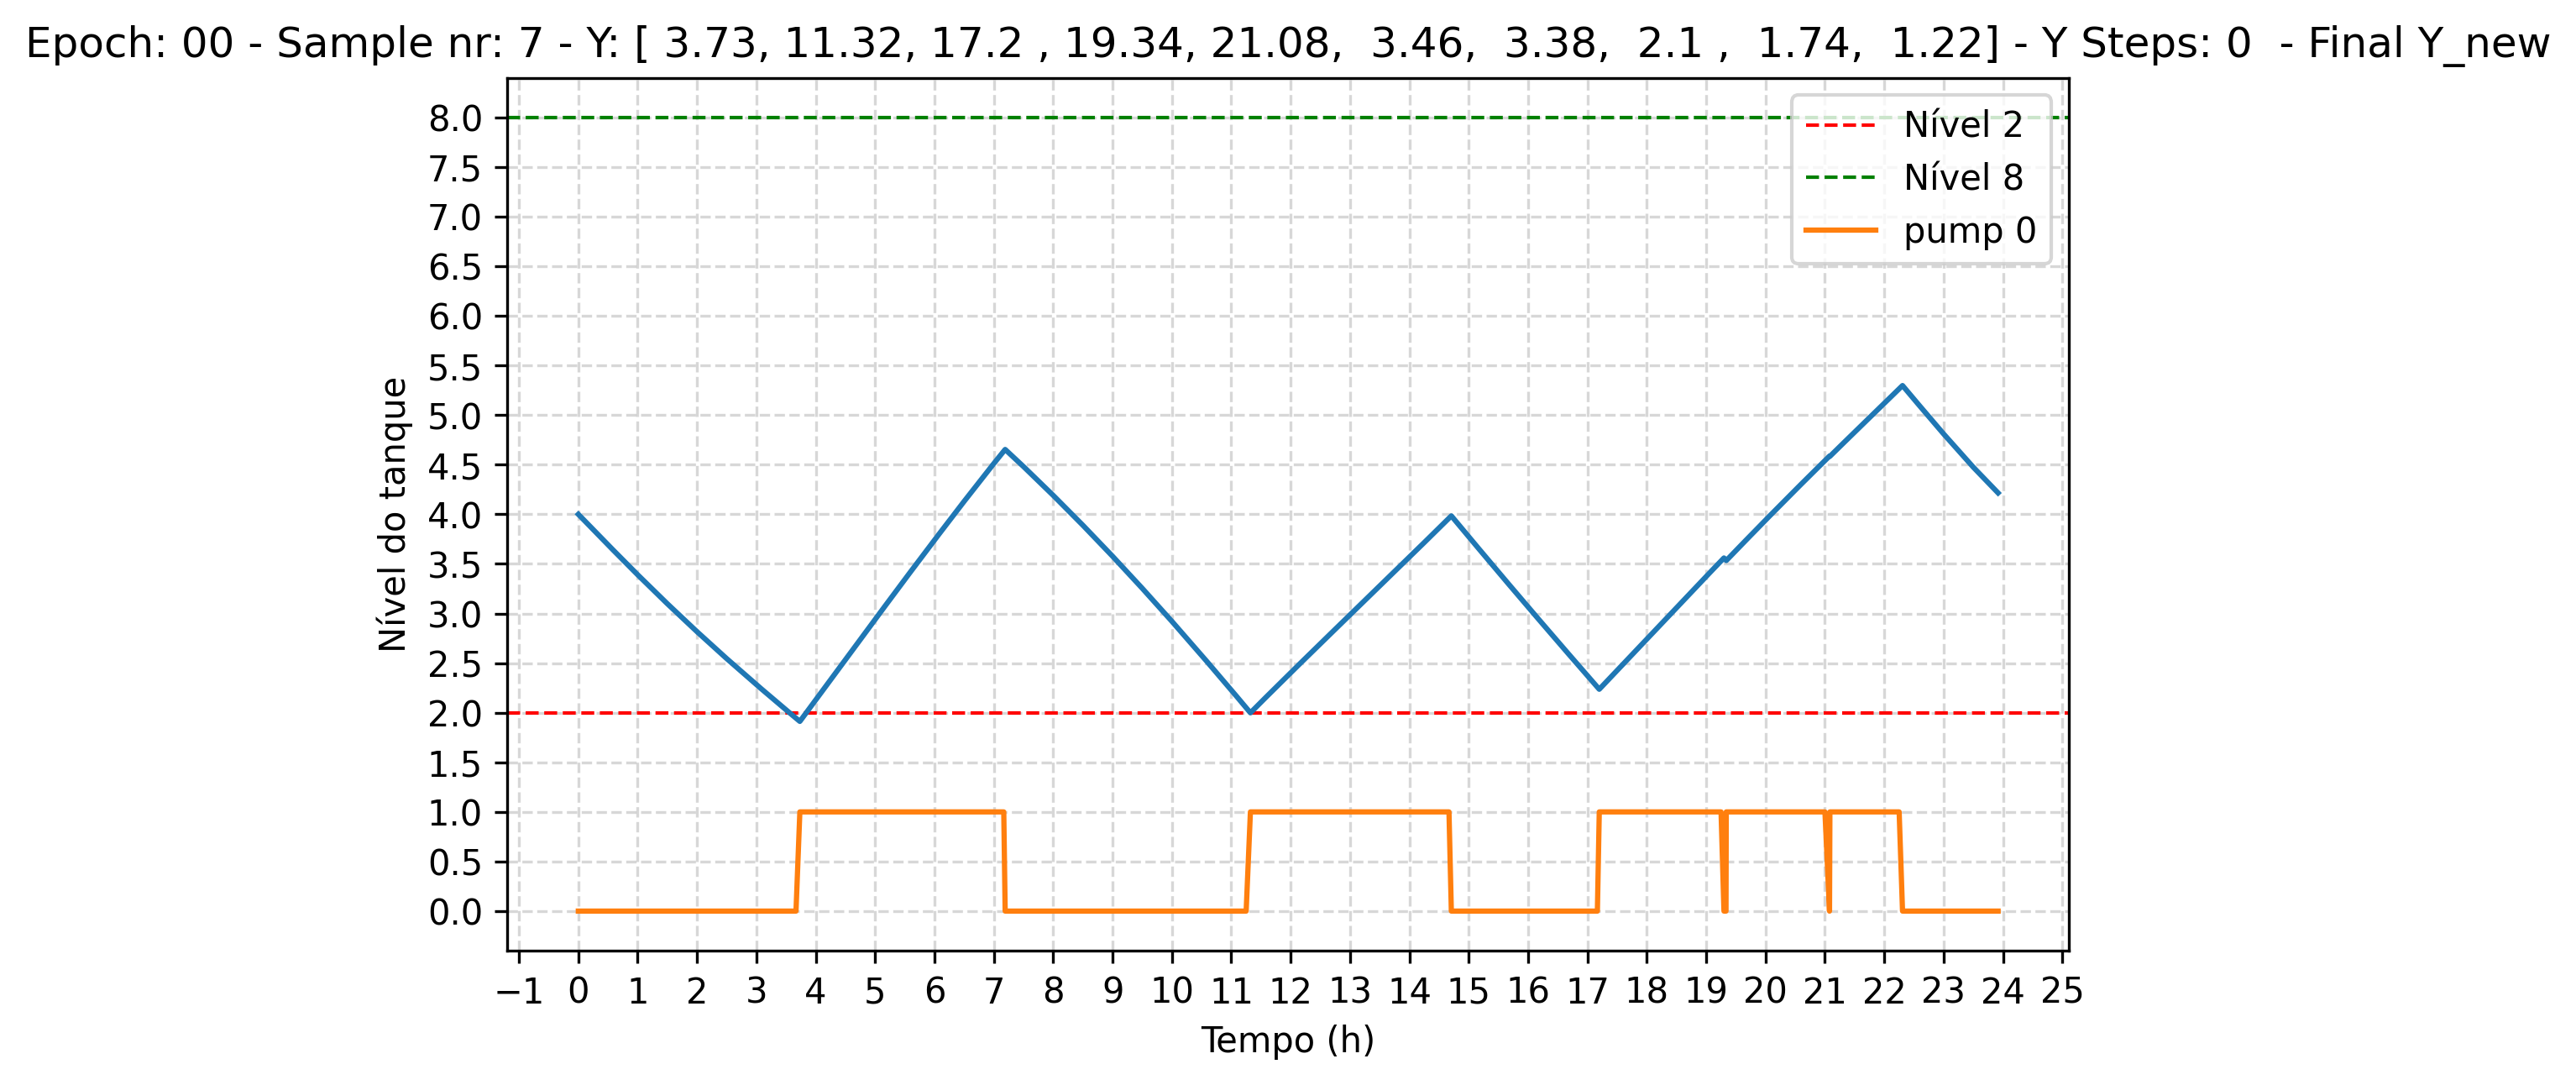 Epoch: 00 - Sample nr: 7 - Y: [ 3.73, 11.32, 17.2 , 19.34, 21.08,  3.46,  3.38,  2.1 ,  1.74,  1.22] - Y Steps: 0  - Final Y_new
Nível 2
Nível 8
pump 0
8.0
7.5
7.0
6.5
6.0
5.5
5.0
4.5
4.0
3.5
3.0
2.5
2.0
1.5
1.0
0.5
0.0
Nível do tanque
−1 0 1 2 3 4 5 6 7 8 9 10 11 12 13 14 15 16 17 18 19 20 21 22 23 24 25
Tempo (h)